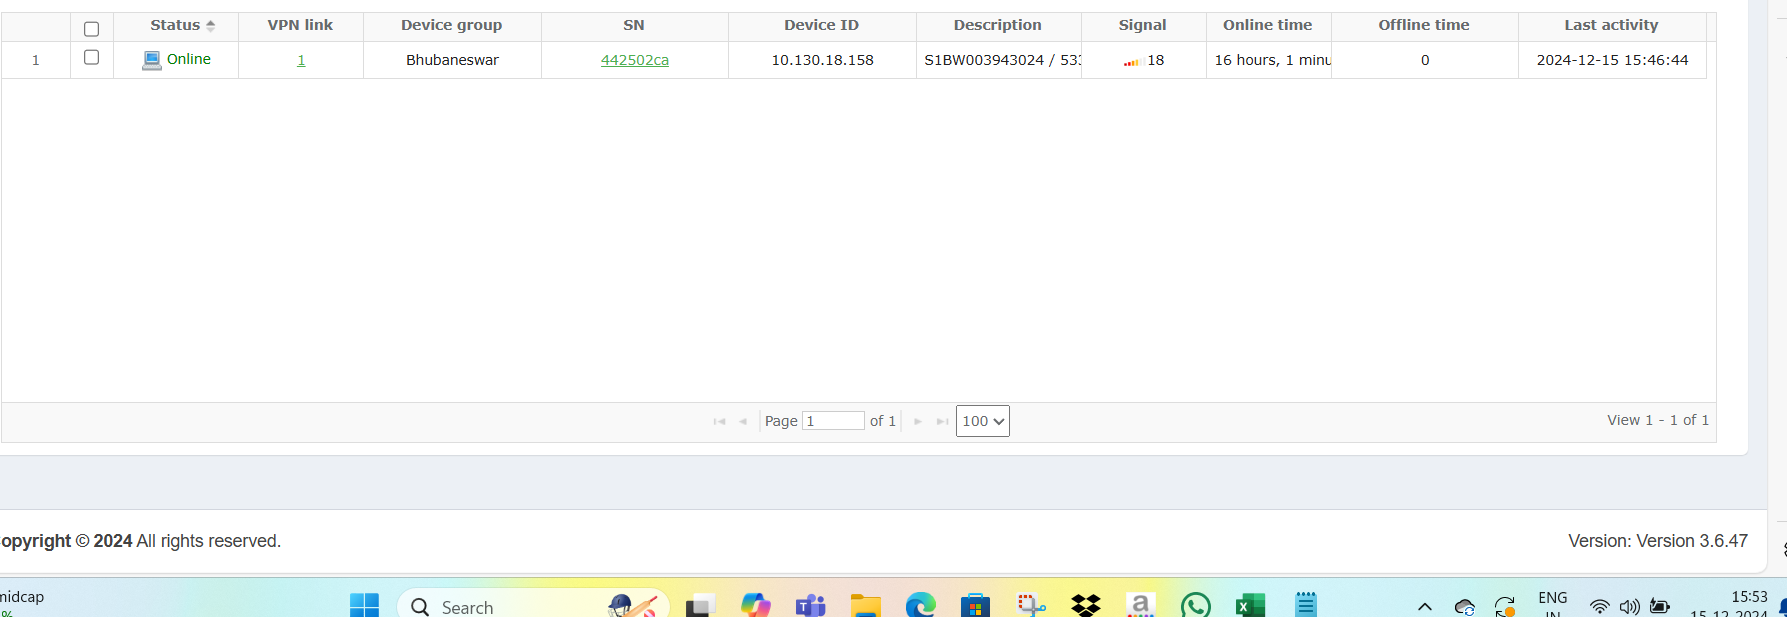 Status VPN link Device group SN Device ID Description Signal Online time Offline time Last activity
1 Online 1 Bhubaneswar 442502ca 10.130.18.158 S1BW003943024 / 53 18 16 hours, 1 minu 0 2024-12-15 15:46:44
Page 1 of 1 100 View 1 - 1 of 1
opyright © 2024 All rights reserved. Version: Version 3.6.47
midcap
%
Search
ENG
IN
15:53
15-12-2024